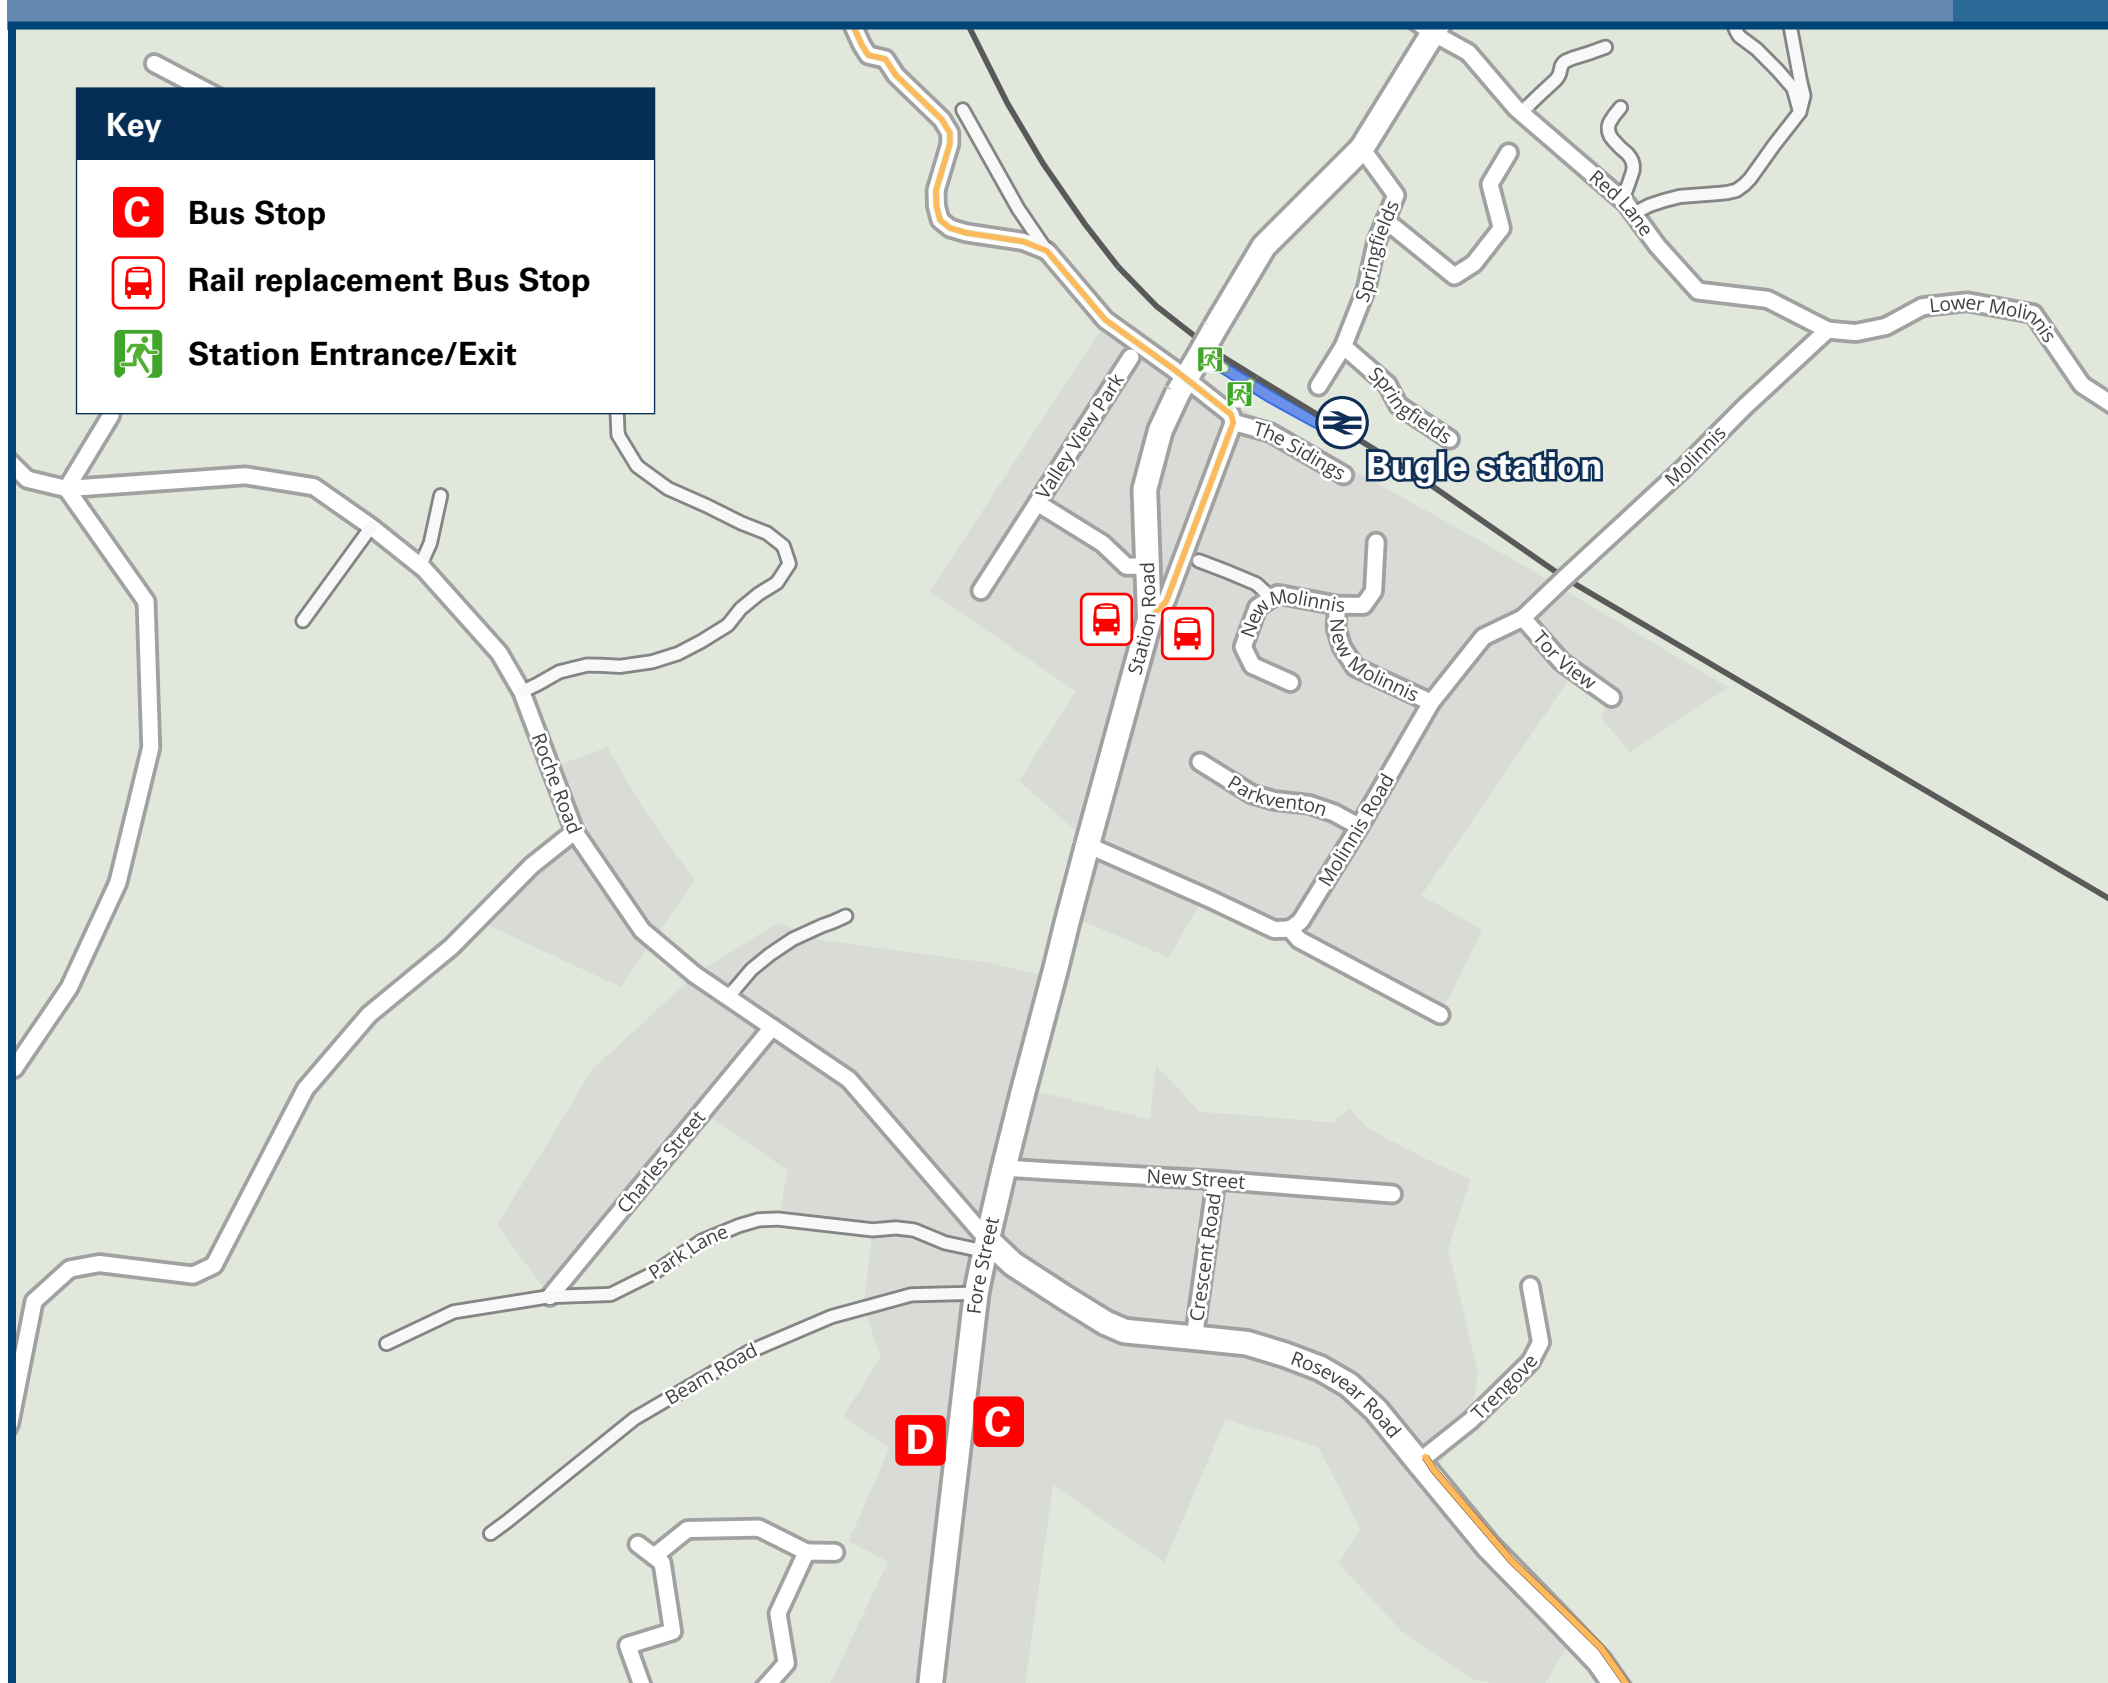 Key
C
Bus Stop
Rail replacement Bus Stop
Station Entrance/Exit
Red Lane
Springfields
Lower Molinnis
Springfields
Valley View Park
The Sidings
Bugle station
Molinnis
Station Road
New Molinnis
New Molinnis
Tor View
Roche Road
Parkventon
Molinnis Road
Charles Street
New Street
Crescent Road
Park Lane
Fore Street
Beam Road
Rosevear Road
Trengove
D
C